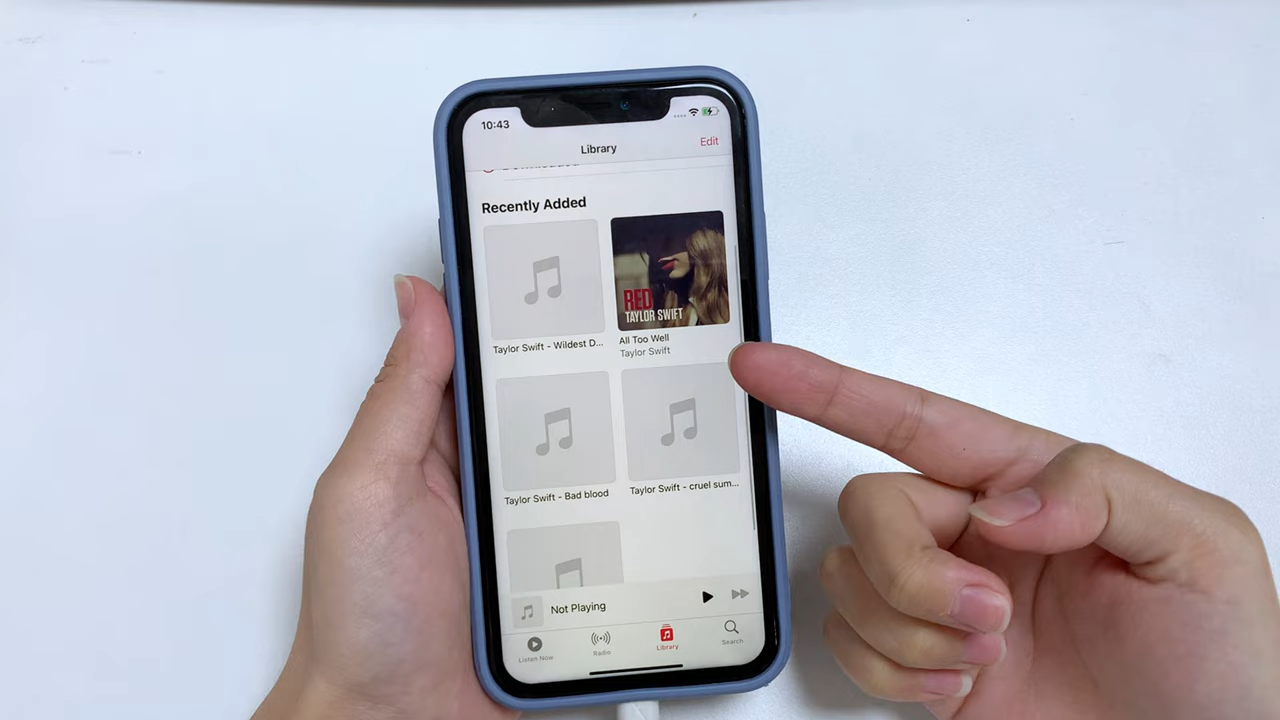 10:43
Library
Edit
Recently Added
RED
TAYLOR SWIFT
Taylor Swift - Wildest D...
All Too Well
Taylor Swift
Taylor Swift - Bad blood
Taylor Swift - cruel sum...
Not Playing
Listen Now
Radio
Library
Search